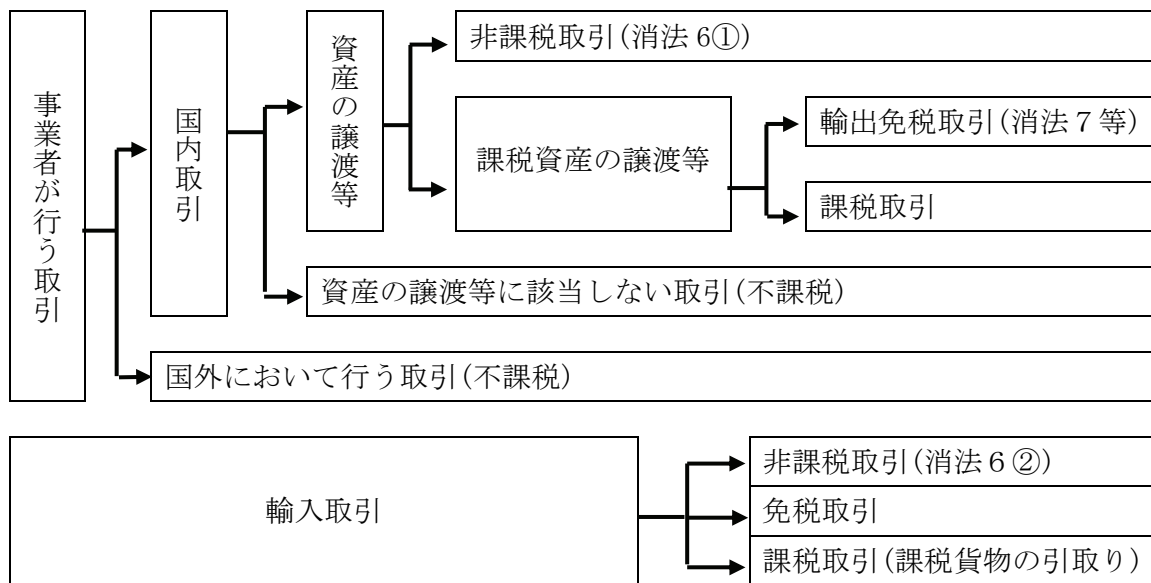 事業者が行う取引
国内取引
資産の譲渡等
非課税取引(消法6①)
課税資産の譲渡等
輸出免税取引(消法7等)
課税取引
資産の譲渡等に該当しない取引(不課税)
国外において行う取引(不課税)
輸入取引
非課税取引(消法6②)
免税取引
課税取引(課税貨物の引取り)